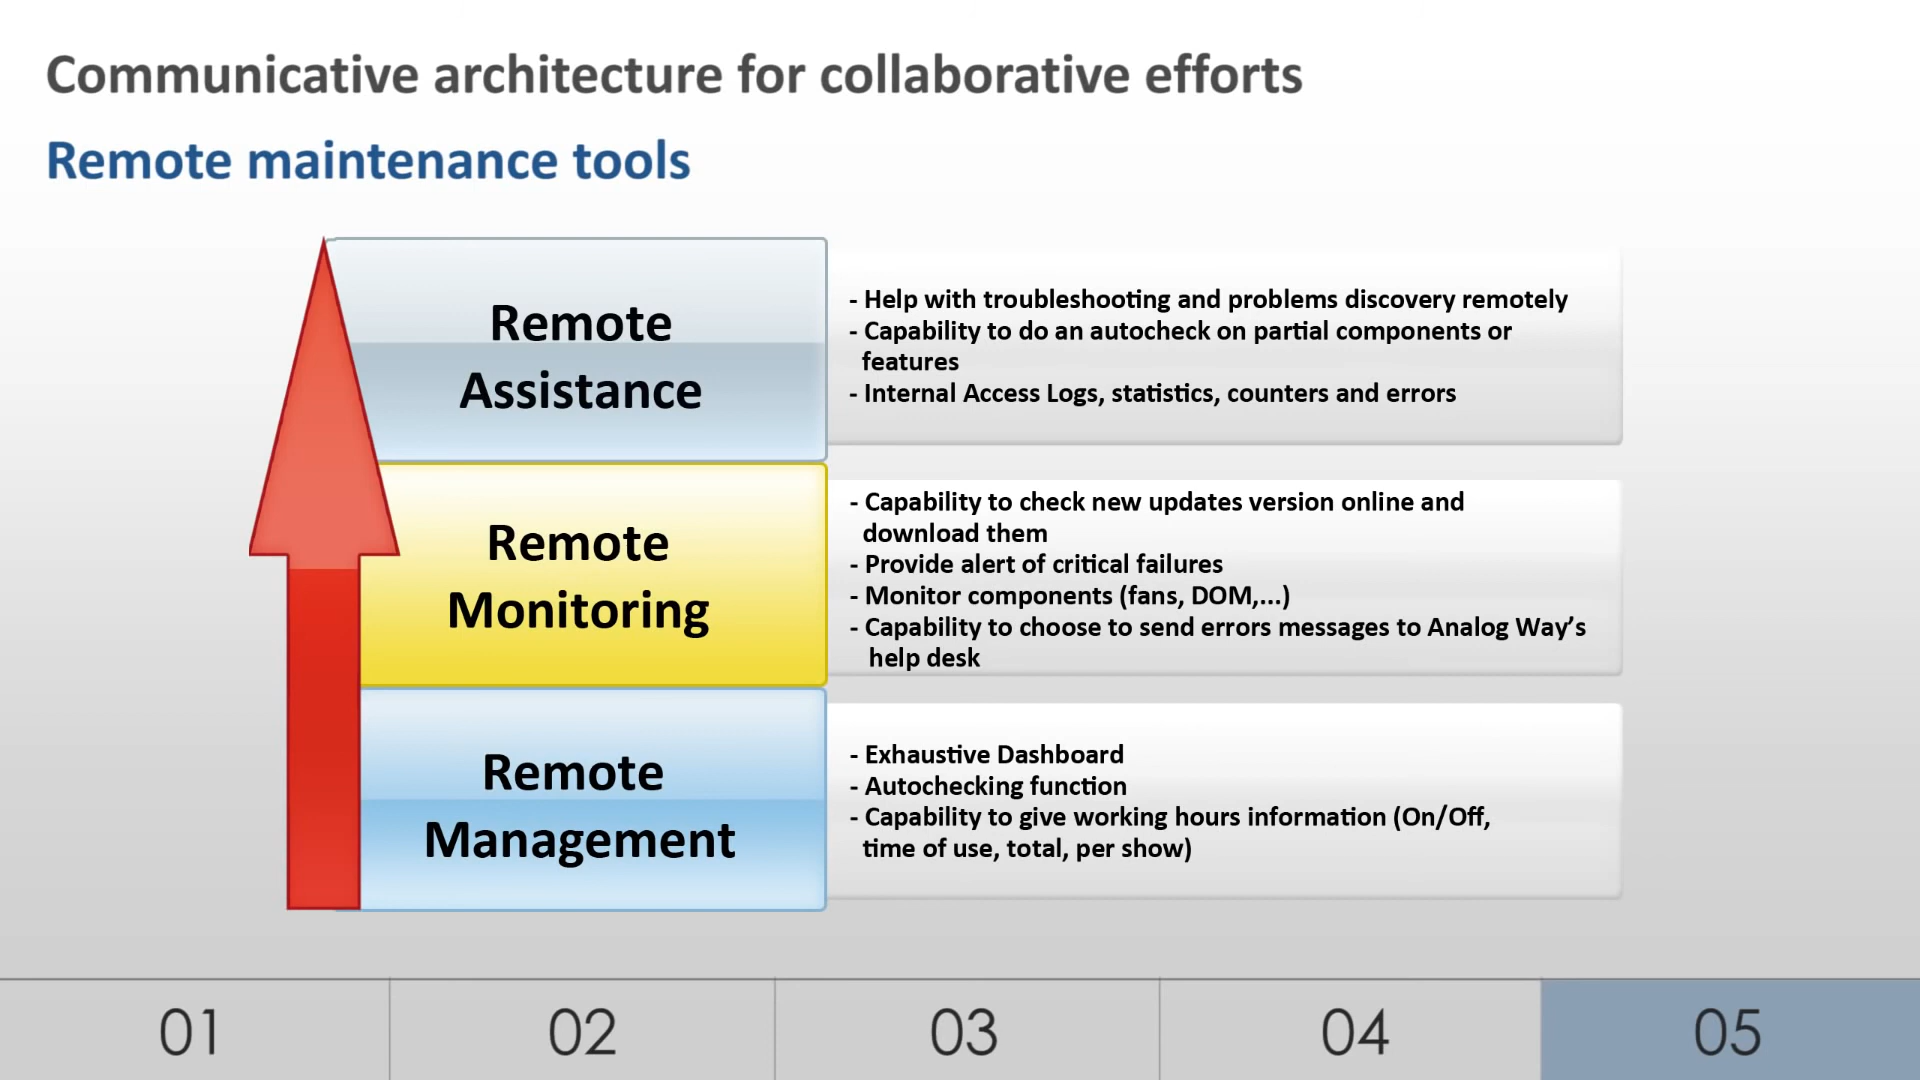 Communicative architecture for collaborative efforts
Remote maintenance tools
Remote
Assistance
- Help with troubleshooting and problems discovery remotely
- Capability to do an autocheck on partial components or
features
- Internal Access Logs, statistics, counters and errors
Remote
Monitoring
- Capability to check new updates version online and
download them
- Provide alert of critical failures
- Monitor components (fans, DOM,...)
- Capability to choose to send errors messages to Analog Way’s
help desk
Remote
Management
- Exhaustive Dashboard
- Autochecking function
- Capability to give working hours information (On/Off,
time of use, total, per show)
01 02 03 04 05